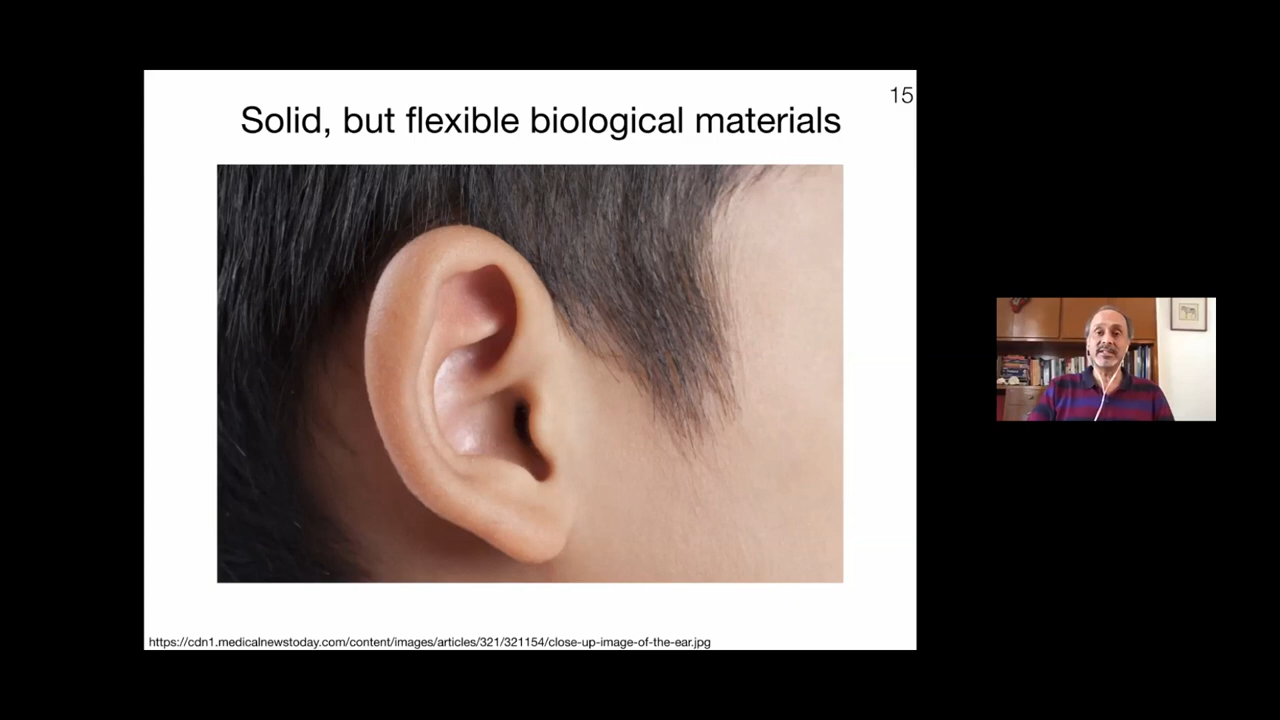 15
Solid, but flexible biological materials
https://cdn1.medicalnewstoday.com/content/images/articles/321/321154/close-up-image-of-the-ear.jpg